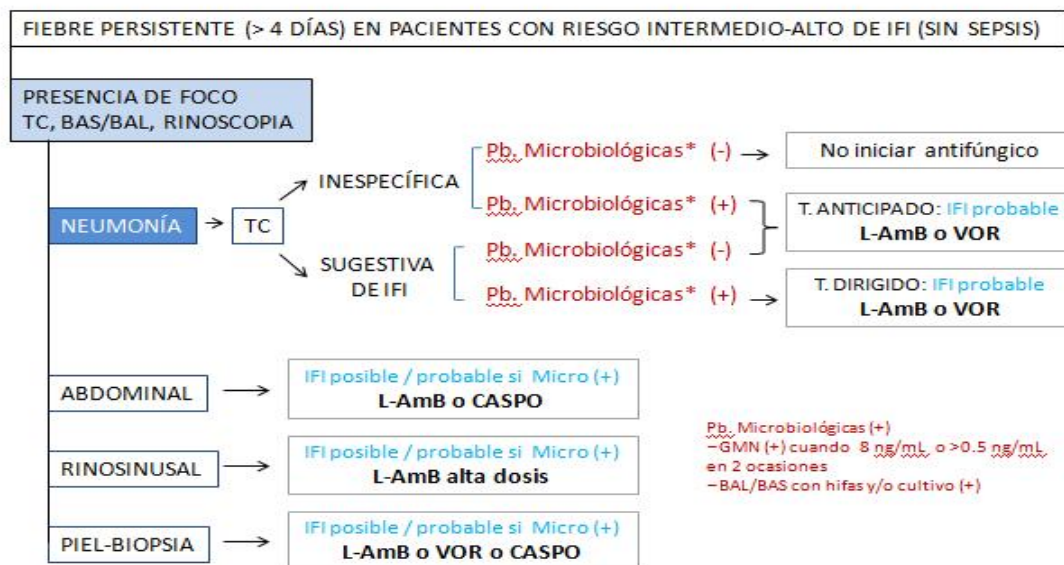 FIEBRE PERSISTENTE (> 4 DÍAS) EN PACIENTES CON RIESGO INTERMEDIO-ALTO DE IFI (SIN SEPSIS)
PRESENCIA DE FOCO
TC, BAS/BAL, RINOSCOPIA
NEUMONÍA
TC
INESPECÍFICA
Pb. Microbiológicas* (-)
No iniciar antifúngico
Pb. Microbiológicas* (+)
T. ANTICIPADO: IFI probable
L-AmB o VOR
SUGESTIVA
DE IFI
Pb. Microbiológicas* (-)
Pb. Microbiológicas* (+)
T. DIRIGIDO: IFI probable
L-AmB o VOR
ABDOMINAL
IFI posible / probable si Micro (+)
L-AmB o CASPO
RINOSINUSAL
IFI posible / probable si Micro (+)
L-AmB alta dosis
PIEL-BIOPSIA
IFI posible / probable si Micro (+)
L-AmB o VOR o CASPO
Pb. Microbiológicas (+)
–GMN (+) cuando 8 ng/mL o >0.5 ng/mL
en 2 ocasiones
–BAL/BAS con hifas y/o cultivo (+)